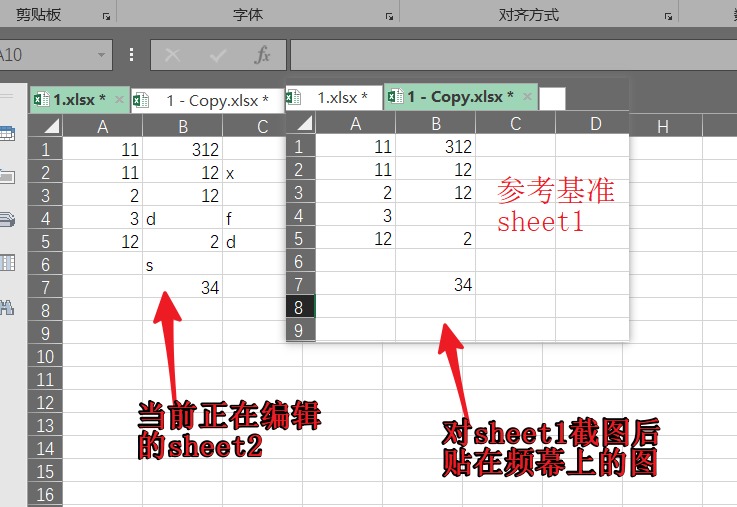 剪贴板 字体 对齐方式
A10 fx
1.xlsx * × 1 - Copy.xlsx * 1.xlsx * 1 - Copy.xlsx * ×
A B C A B C D H
1 11 312 1 11 312
2 11 12 x 2 11 12
3 2 12 3 2 12
4 3 d f 4 3
5 12 2 d 5 12 2
6 s 6
7 34 7 34
8 8
9 9
参考基准
sheet1
10
11
12
13
14
15
16
当前正在编辑
的sheet2
对sheet1截图后
贴在频幕上的图